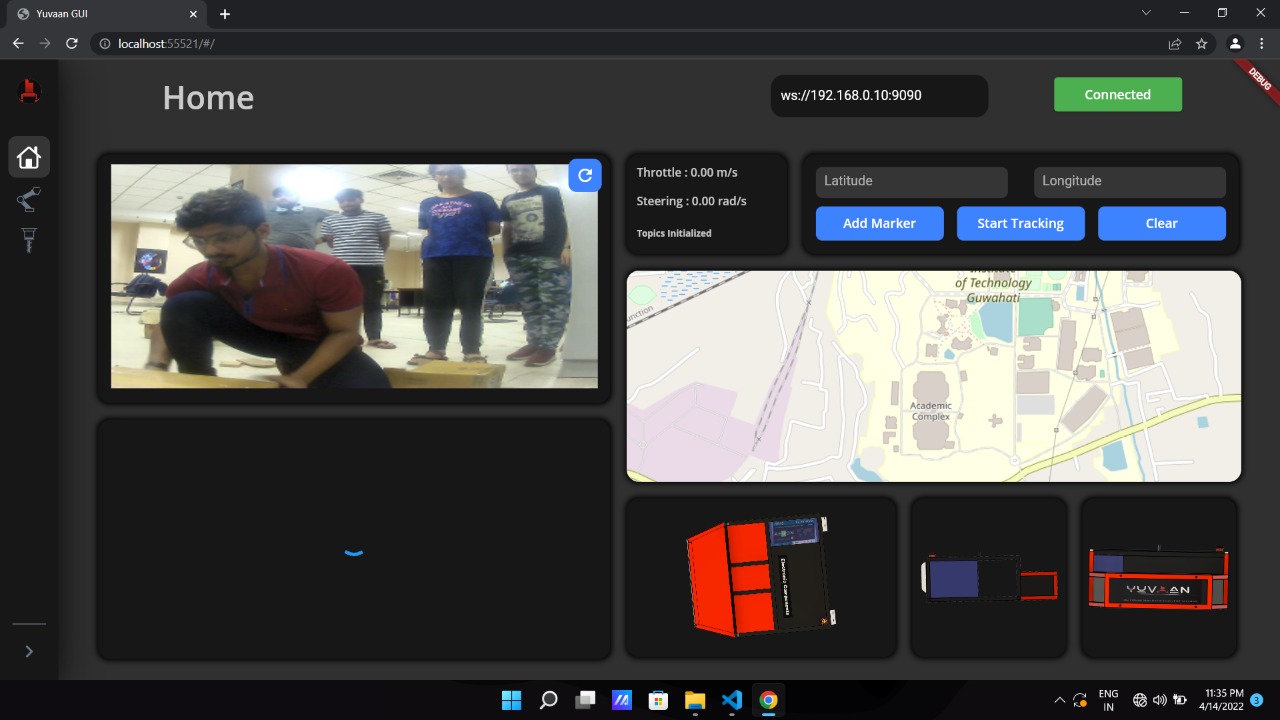 Yuvaan GUI
localhost:55521/#/
DEBUG
Home
ws://192.168.0.10:9090
Connected
Throttle : 0.00 m/s
Steering : 0.00 rad/s
Topics Initialized
Latitude
Longitude
Add Marker
Start Tracking
Clear
of Technology
Guwahati
Academic
Complex
Electronic Components
YUVAAN
ENG
IN
11:35 PM
4/14/2022
3